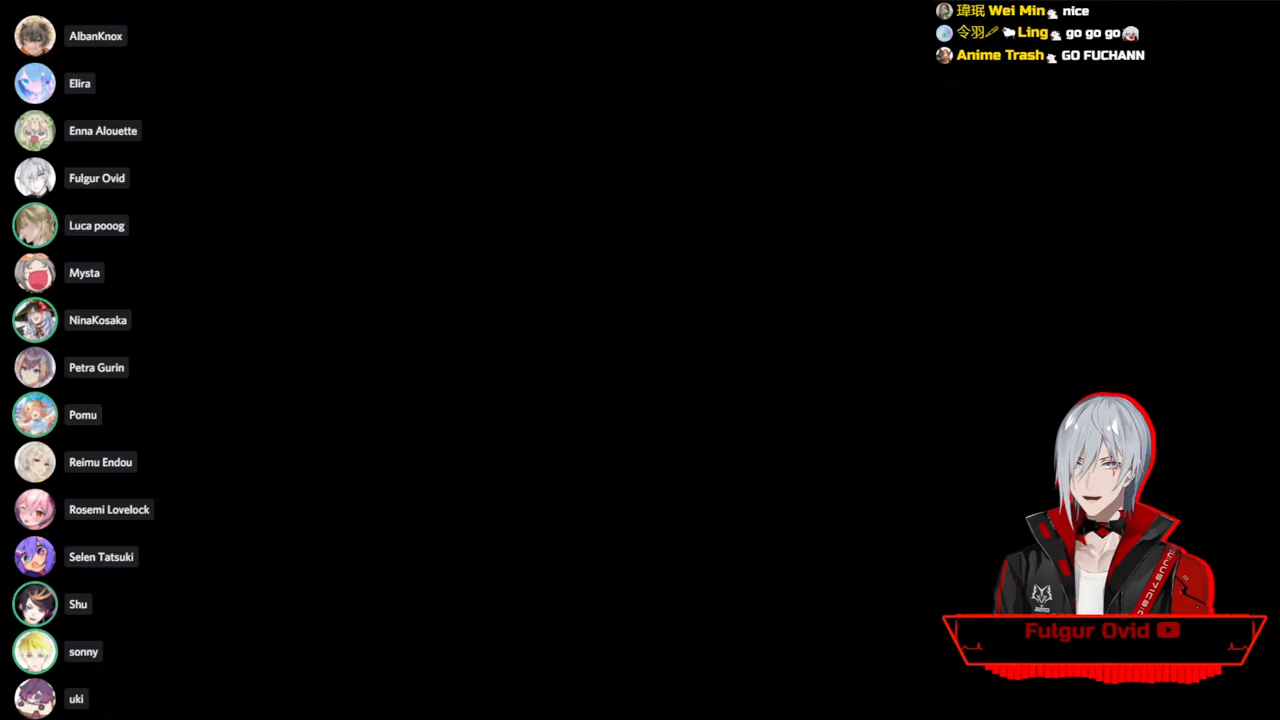 AlbanKnox
Elira
Enna Alouette
Fulgur Ovid
Luca pooog
Mysta
NinaKosaka
Petra Gurin
Pomu
Reimu Endou
Rosemi Lovelock
Selen Tatsuki
Shu
sonny
uki
瑋珉 Wei Min nice
令羽 Ling go go go
Anime Trash GO FUCHANN
Fulgur Ovid